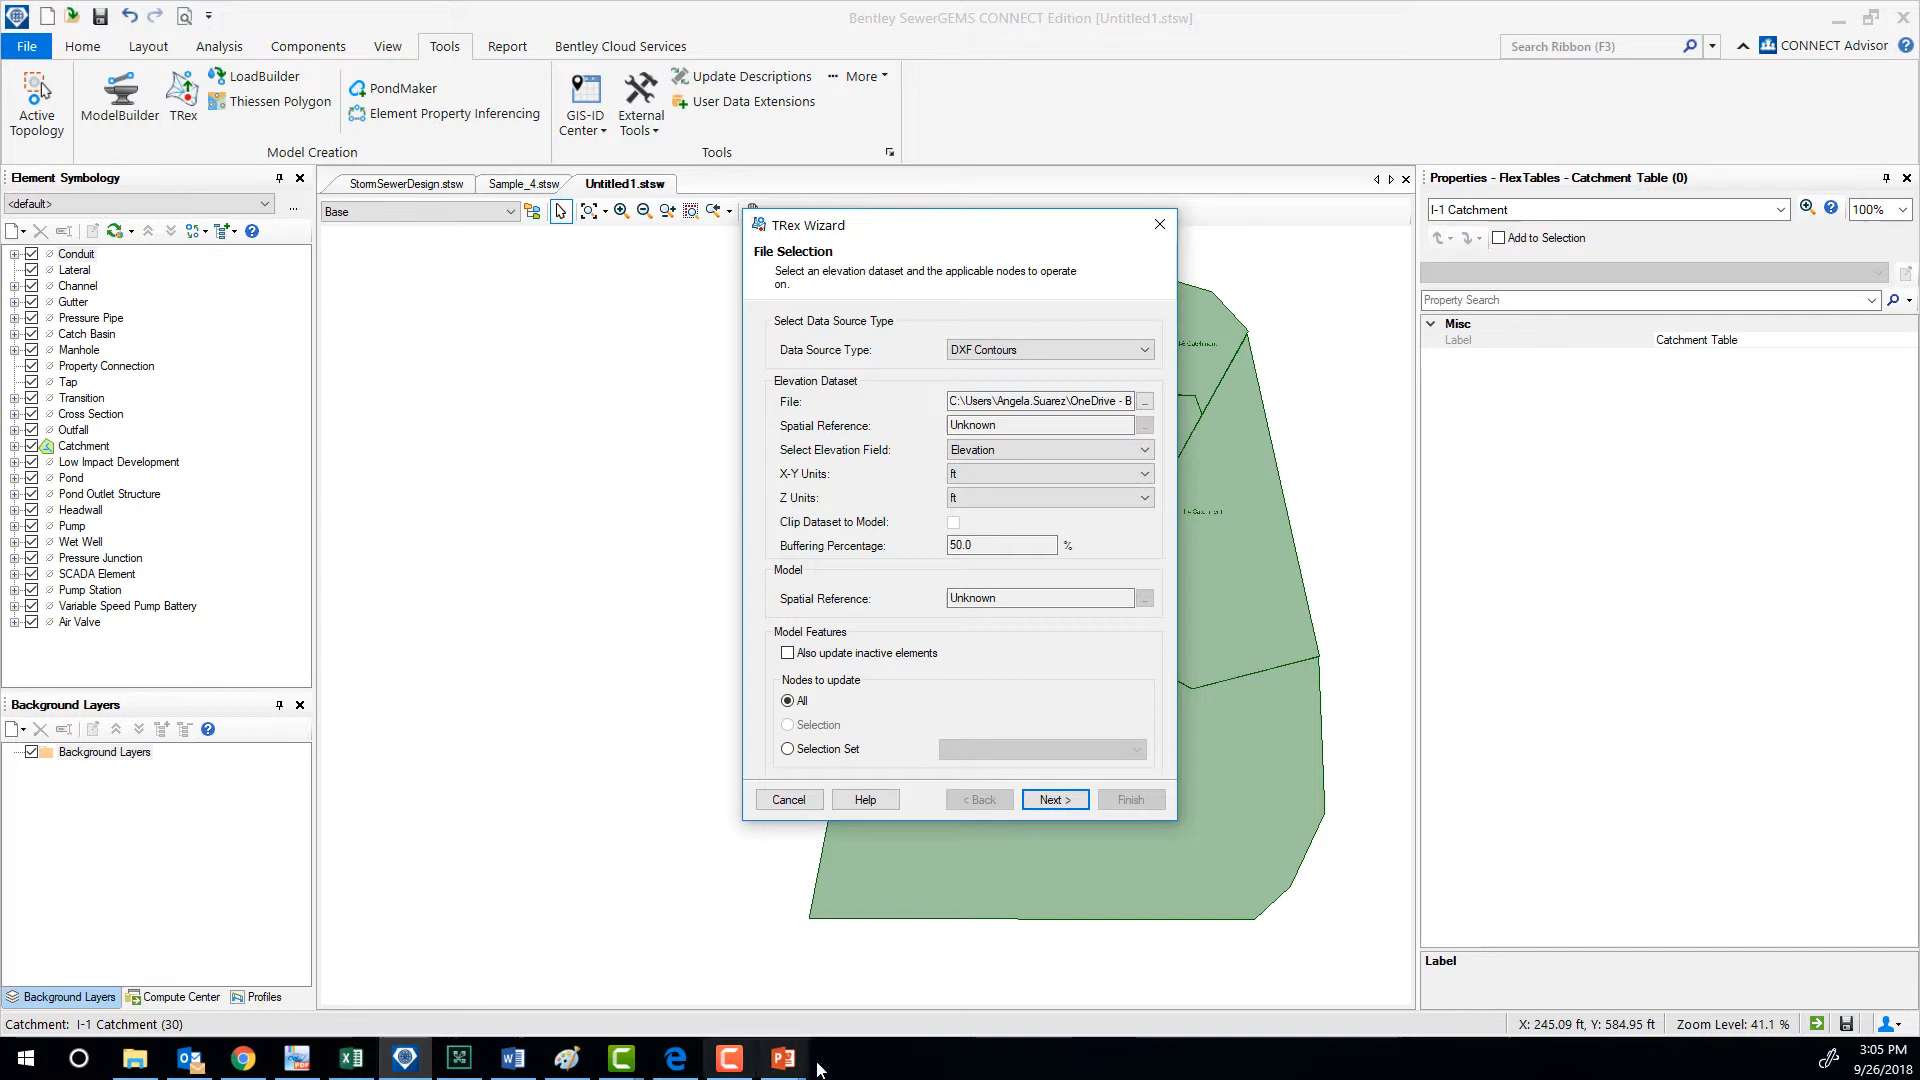 Bentley SewerGEMS CONNECT Edition [Untitled1.stsw]
File Home Layout Analysis Components View Tools Report Bentley Cloud Services
Search Ribbon (F3) CONNECT Advisor
Active Topology
ModelBuilder
TRex
LoadBuilder
Thiessen Polygon
PondMaker
Element Property Inferencing
Model Creation
GIS-ID Center
External Tools
Update Descriptions
User Data Extensions
More
Tools
Element Symbology
<default>
...
Conduit
Lateral
Channel
Gutter
Pressure Pipe
Catch Basin
Manhole
Property Connection
Tap
Transition
Cross Section
Outfall
Catchment
Low Impact Development
Pond
Pond Outlet Structure
Headwall
Pump
Wet Well
Pressure Junction
SCADA Element
Pump Station
Variable Speed Pump Battery
Air Valve
Background Layers
Background Layers
Background Layers Compute Center Profiles
StormSewerDesign.stsw Sample_4.stsw Untitled1.stsw
Base
TRex Wizard
File Selection
Select an elevation dataset and the applicable nodes to operate
on.
Select Data Source Type
Data Source Type: DXF Contours
Elevation Dataset
File: C:\Users\Angela.Suarez\OneDrive - B ...
Spatial Reference: Unknown ...
Select Elevation Field: Elevation
X-Y Units: ft
Z Units: ft
Clip Dataset to Model:
Buffering Percentage: 50.0 %
Model
Spatial Reference: Unknown ...
Model Features
Also update inactive elements
Nodes to update
All
Selection
Selection Set
Cancel Help < Back Next > Finish
Properties - FlexTables - Catchment Table (0)
I-1 Catchment 100%
Add to Selection
Property Search
Misc
Label Catchment Table
Label
Catchment: I-1 Catchment (30)
X: 245.09 ft, Y: 584.95 ft Zoom Level: 41.1 %
3:05 PM
9/26/2018